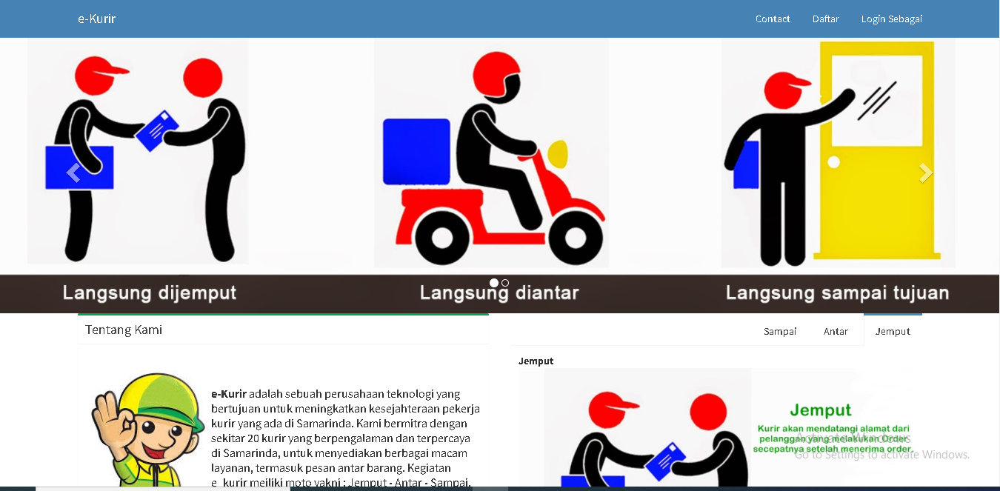 e-Kurir
Contact
Daftar
Login Sebagai
Langsung dijemput
Langsung diantar
Langsung sampai tujuan
Tentang Kami
e-Kurir adalah sebuah perusahaan teknologi yang
bertujuan untuk meningkatkan kesejahteraan pekerja
kurir yang ada di Samarinda. Kami bermitra dengan
sekitar 20 kurir yang berpengalaman dan terpercaya
di Samarinda, untuk menyediakan berbagai macam
layanan, termasuk pesan antar barang. Kegiatan
e_kurir meiliki moto yakni : Jemput - Antar - Sampai.
Sampai
Antar
Jemput
Jemput
Jemput
Kurir akan mendatangi alamat dari
pelanggan yang melakukan Order
secepatnya setelah menerima order.
Activate Windows
Go to Settings to activate Windows.